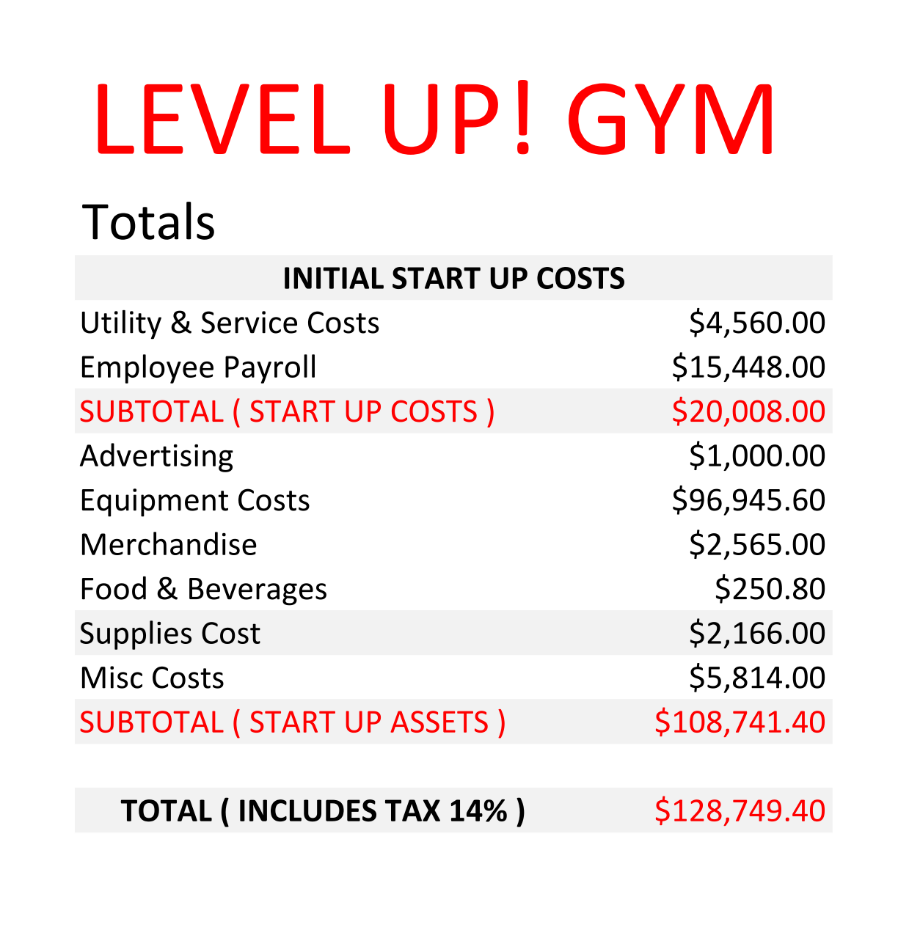 LEVEL UP! GYM
Totals
INITIAL START UP COSTS
Utility & Service Costs $4,560.00
Employee Payroll $15,448.00
SUBTOTAL ( START UP COSTS ) $20,008.00
Advertising $1,000.00
Equipment Costs $96,945.60
Merchandise $2,565.00
Food & Beverages $250.80
Supplies Cost $2,166.00
Misc Costs $5,814.00
SUBTOTAL ( START UP ASSETS ) $108,741.40
TOTAL ( INCLUDES TAX 14% ) $128,749.40